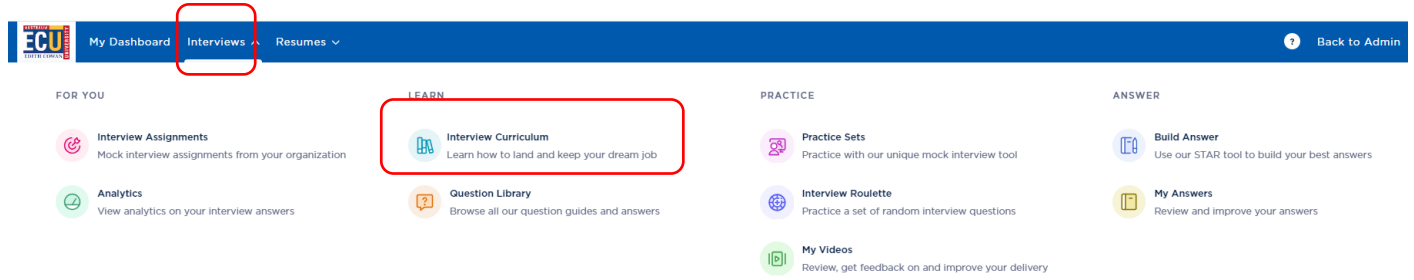 AUSTRALIA
ECU
EDITH COWAN
UNIVERSITY
My Dashboard Interviews Resumes
? Back to Admin
FOR YOU
Interview Assignments
Mock interview assignments from your organization
Analytics
View analytics on your interview answers
LEARN
Interview Curriculum
Learn how to land and keep your dream job
Question Library
Browse all our question guides and answers
PRACTICE
Practice Sets
Practice with our unique mock interview tool
Interview Roulette
Practice a set of random interview questions
My Videos
Review, get feedback on and improve your delivery
ANSWER
Build Answer
Use our STAR tool to build your best answers
My Answers
Review and improve your answers